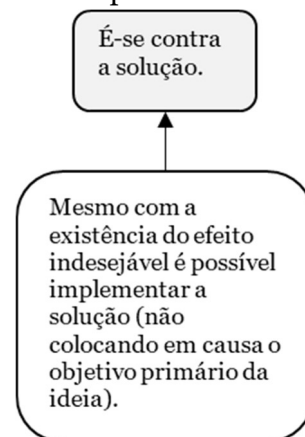 É-se contra
a solução.
Mesmo com a
existência do efeito
indesejável é possível
implementar a
solução (não
colocando em causa o
objetivo primário da
ideia).